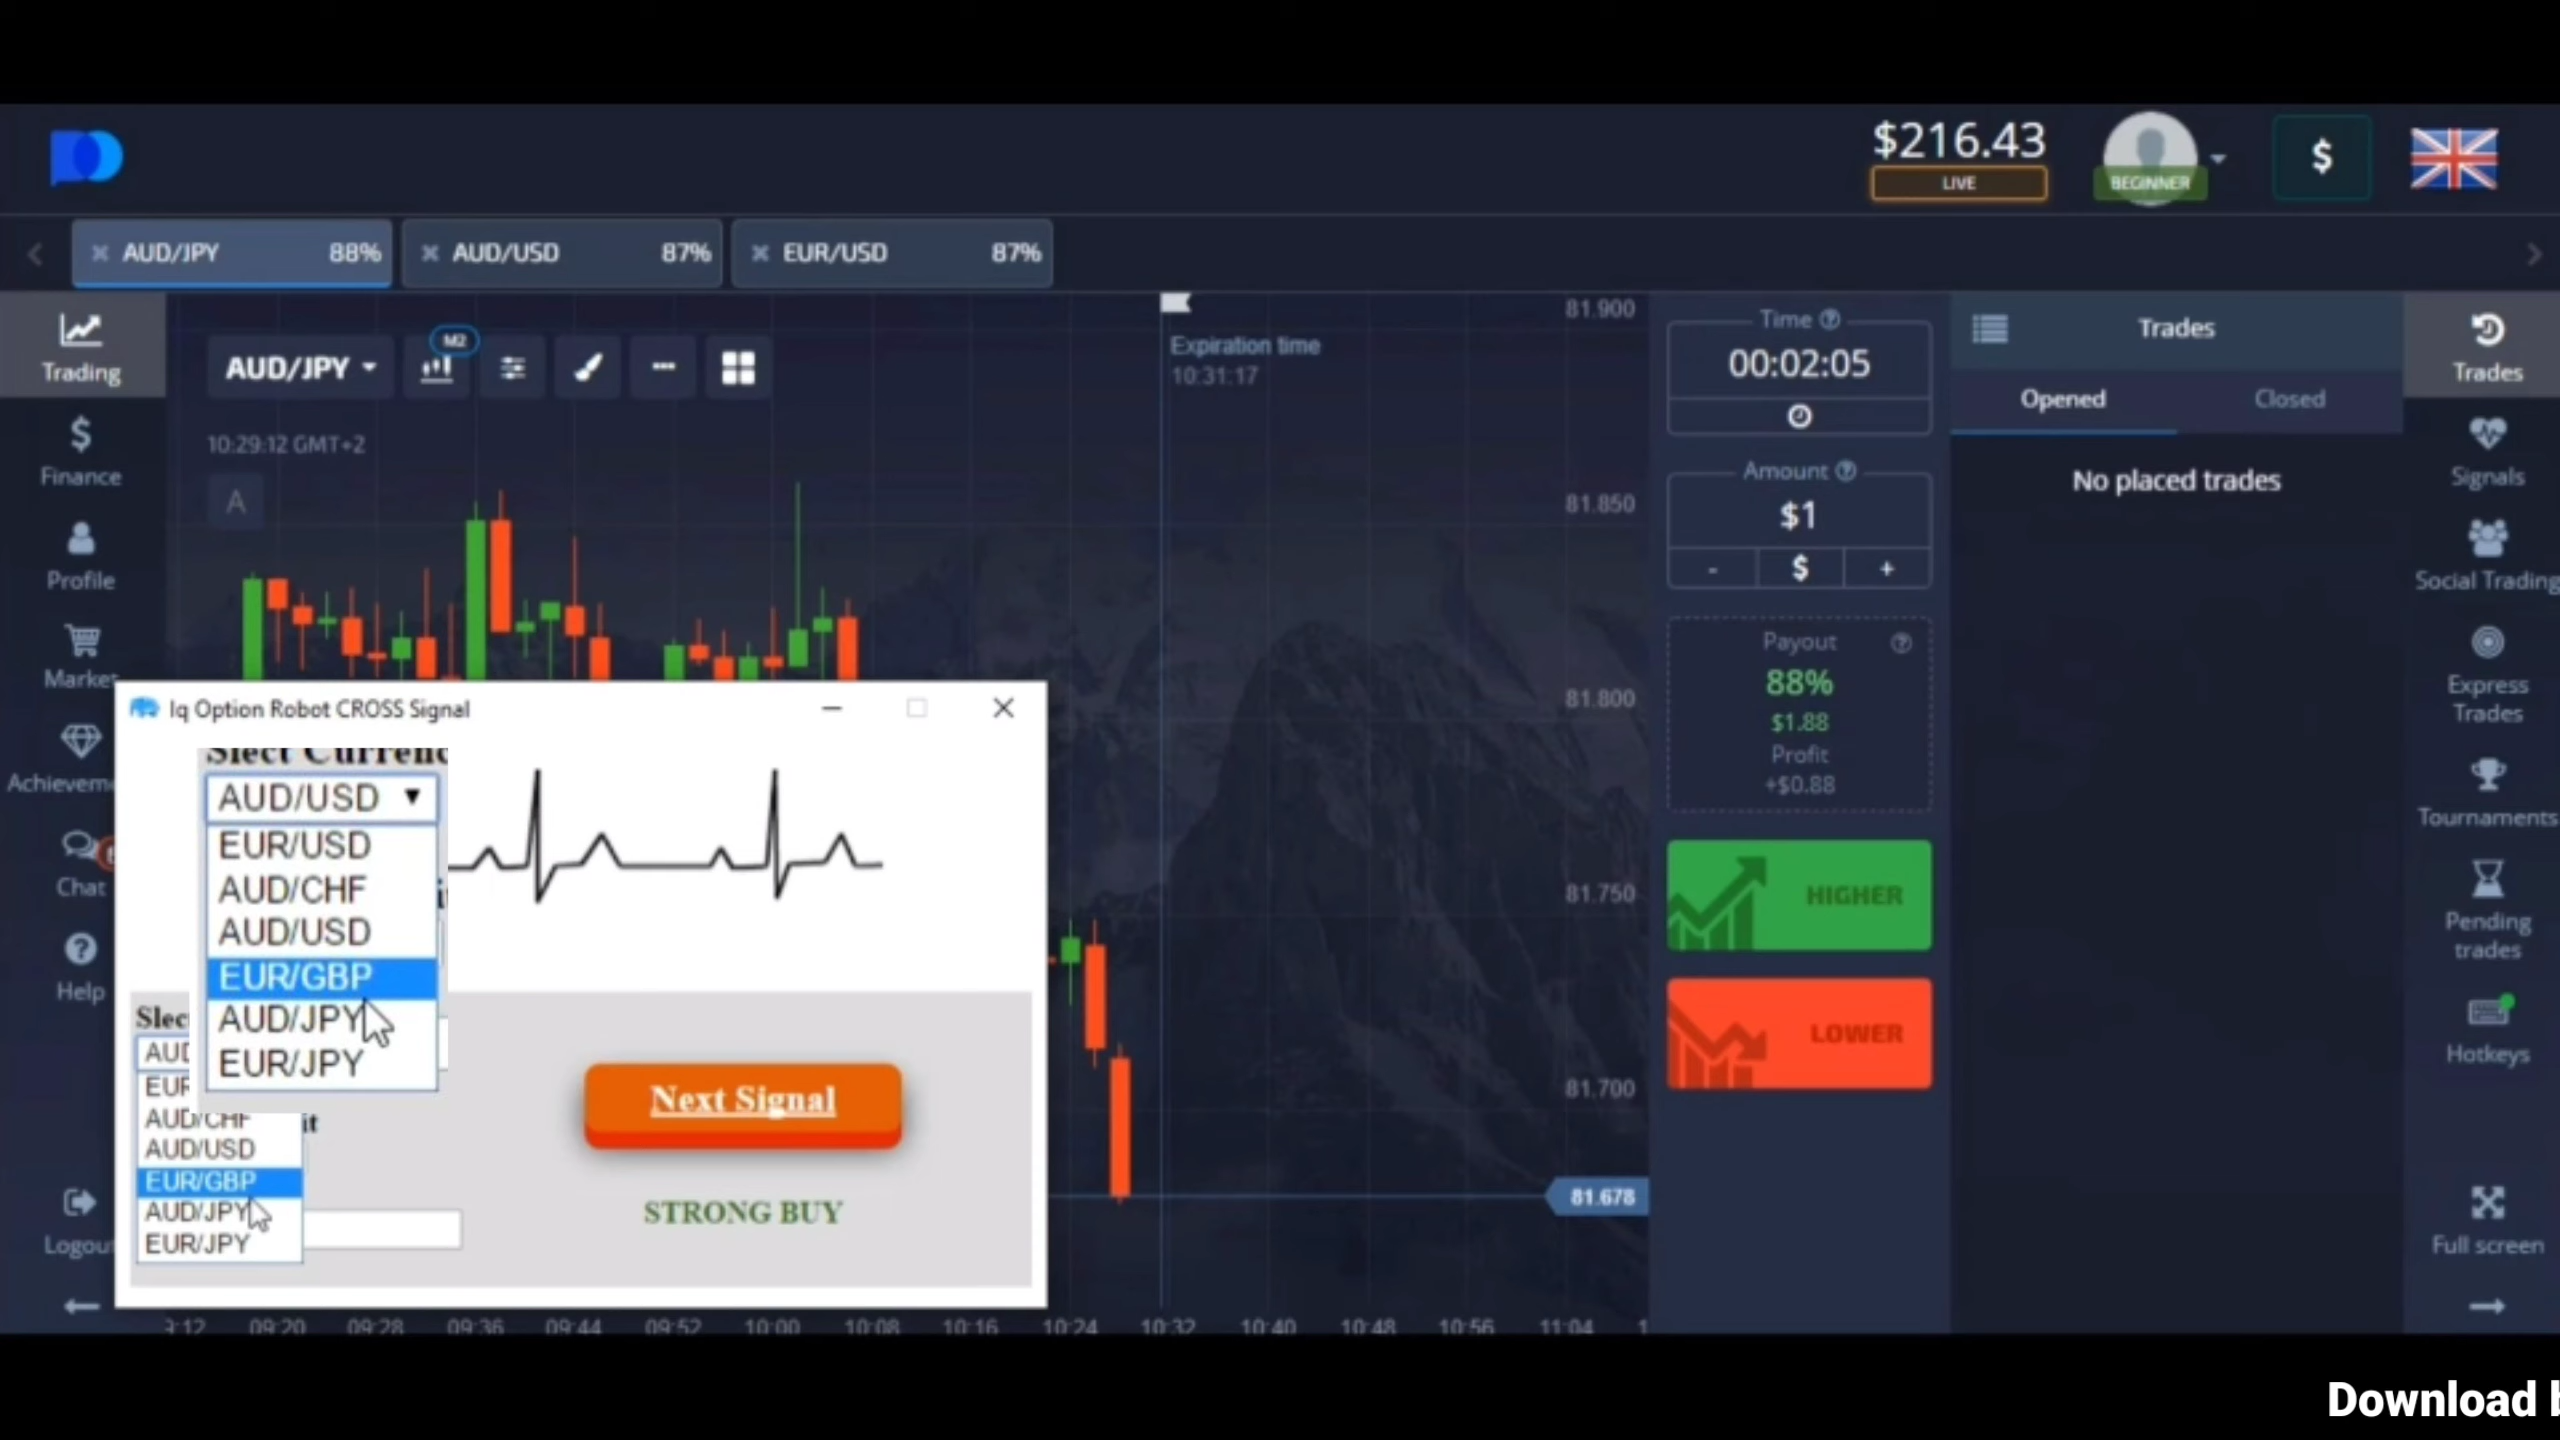 $216.43
LIVE
BEGINNER
$
AUD/JPY 88%
AUD/USD 87%
EUR/USD 87%
Trading
Finance
Profile
Market
Chat
Help
AUD/JPY
M2
10:29:12 GMT+2
A
Expiration time
10:31:17
81.900
81.850
81.800
81.750
81.700
81.678
Time
00:02:05
Amount
$1
- $ +
Payout
88%
$1.88
Profit
+$0.88
HIGHER
LOWER
Trades
Opened Closed
No placed trades
Trades
Signals
Social Trading
Express
Trades
Tournaments
Pending
trades
Hotkeys
Full screen
Iq Option Robot CROSS Signal
Slect Currenc
AUD/USD
EUR/USD
AUD/CHF
AUD/USD
EUR/GBP
AUD/JPY
EUR/JPY
Slec
AUD
EUR
AUD/CHF
it
AUD/USD
EUR/GBP
AUD/JPY
EUR/JPY
Next Signal
STRONG BUY
09:20 09:28 09:36 09:44 09:52 10:00 10:08 10:16 10:24 10:32 10:40 10:48 10:56 11:04
Download